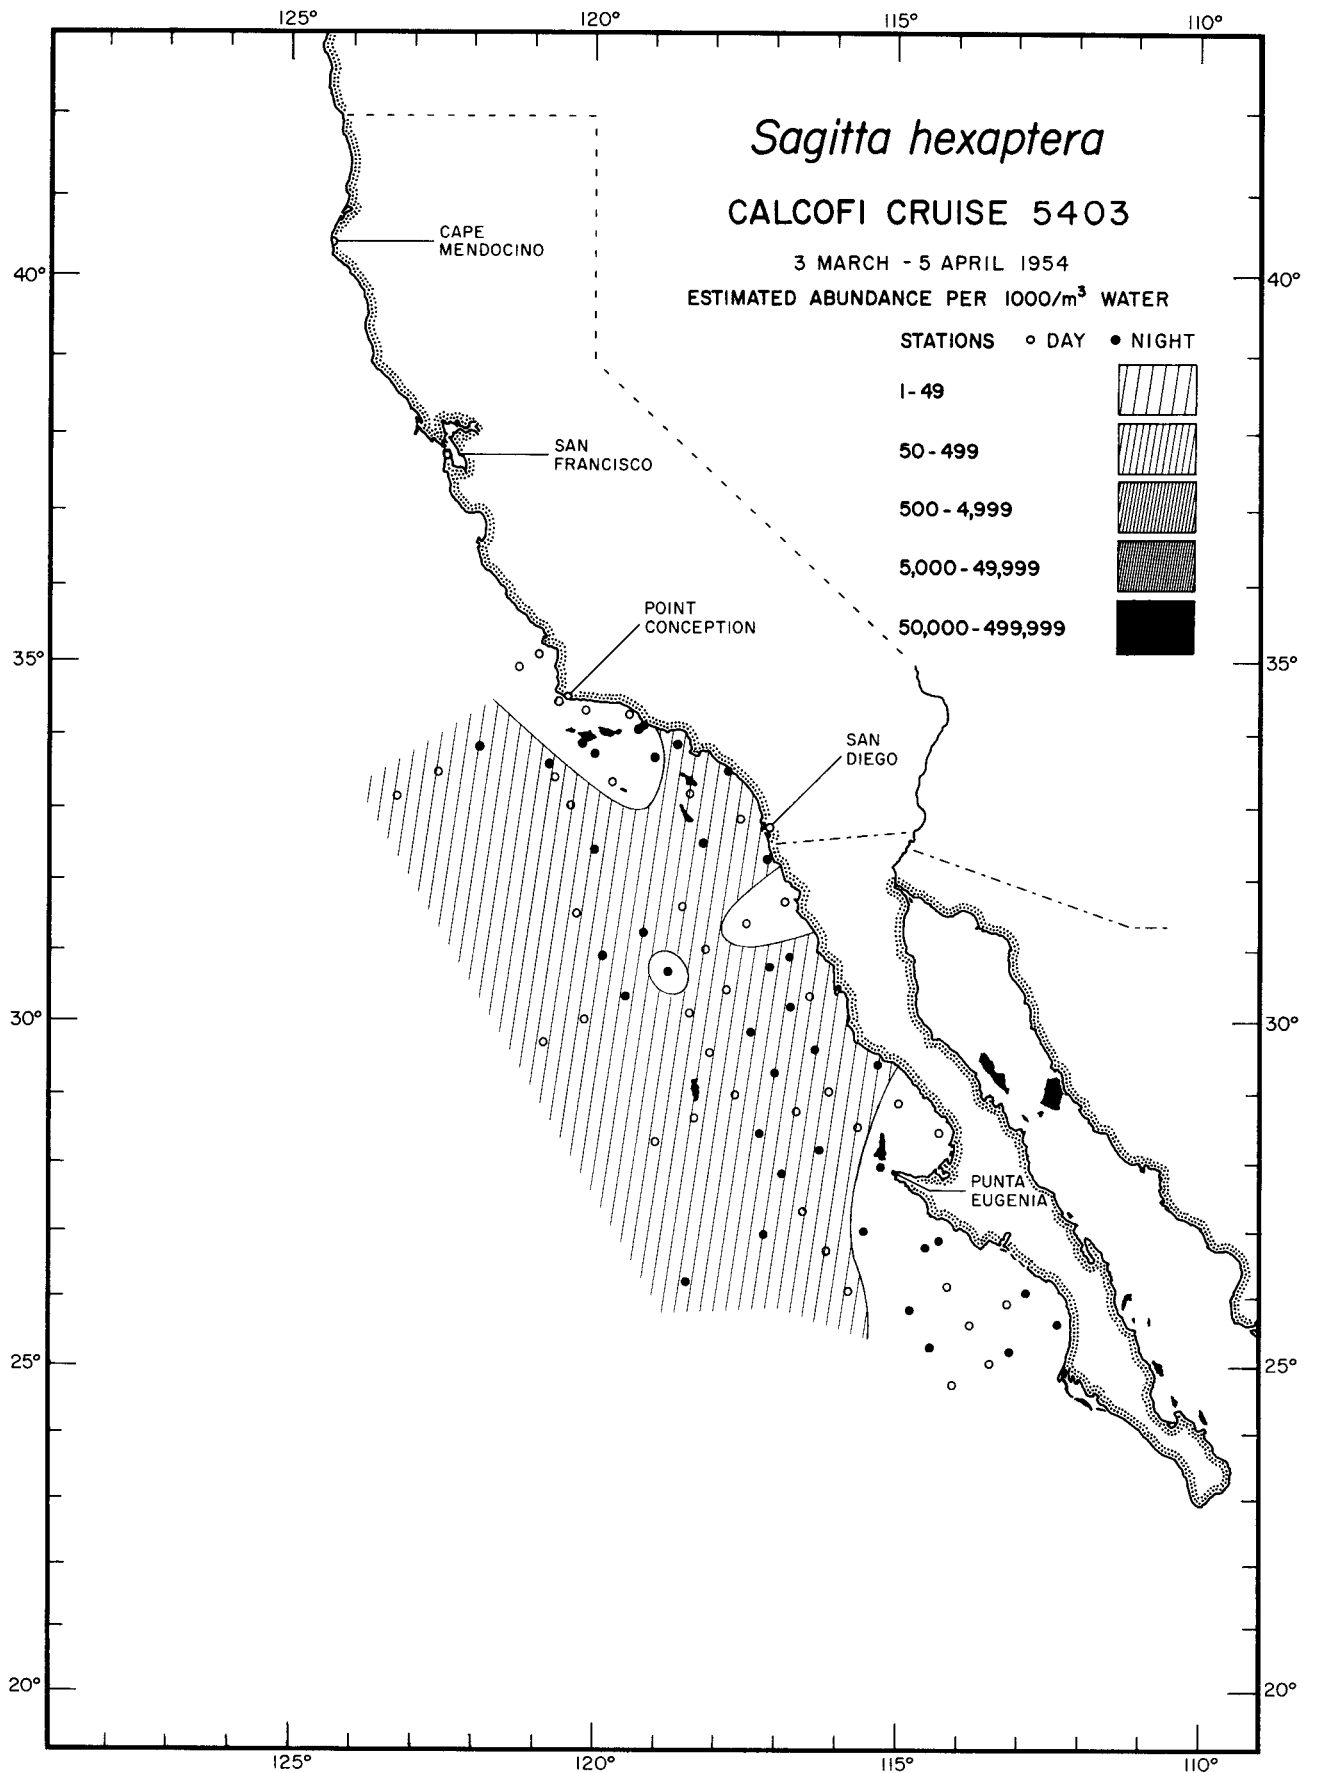 125° 120° 115° 110°
Sagitta hexaptera
CALCOFI CRUISE 5403
3 MARCH - 5 APRIL 1954
ESTIMATED ABUNDANCE PER 1000/m³ WATER
STATIONS ○ DAY ● NIGHT
1-49
50-499
500-4,999
5,000-49,999
50,000-499,999
CAPE
MENDOCINO
40° 40°
SAN
FRANCISCO
POINT
CONCEPTION
35° 35°
SAN
DIEGO
30° 30°
PUNTA
EUGENIA
25° 25°
20° 20°
125° 120° 115° 110°